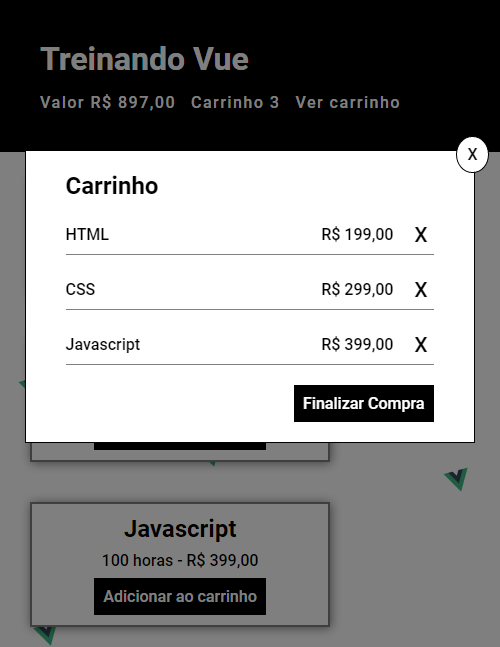 Treinando Vue
Valor R$ 897,00 Carrinho 3 Ver carrinho
X
Carrinho
HTML R$ 199,00 X
CSS R$ 299,00 X
Javascript R$ 399,00 X
Finalizar Compra
Javascript
100 horas - R$ 399,00
Adicionar ao carrinho